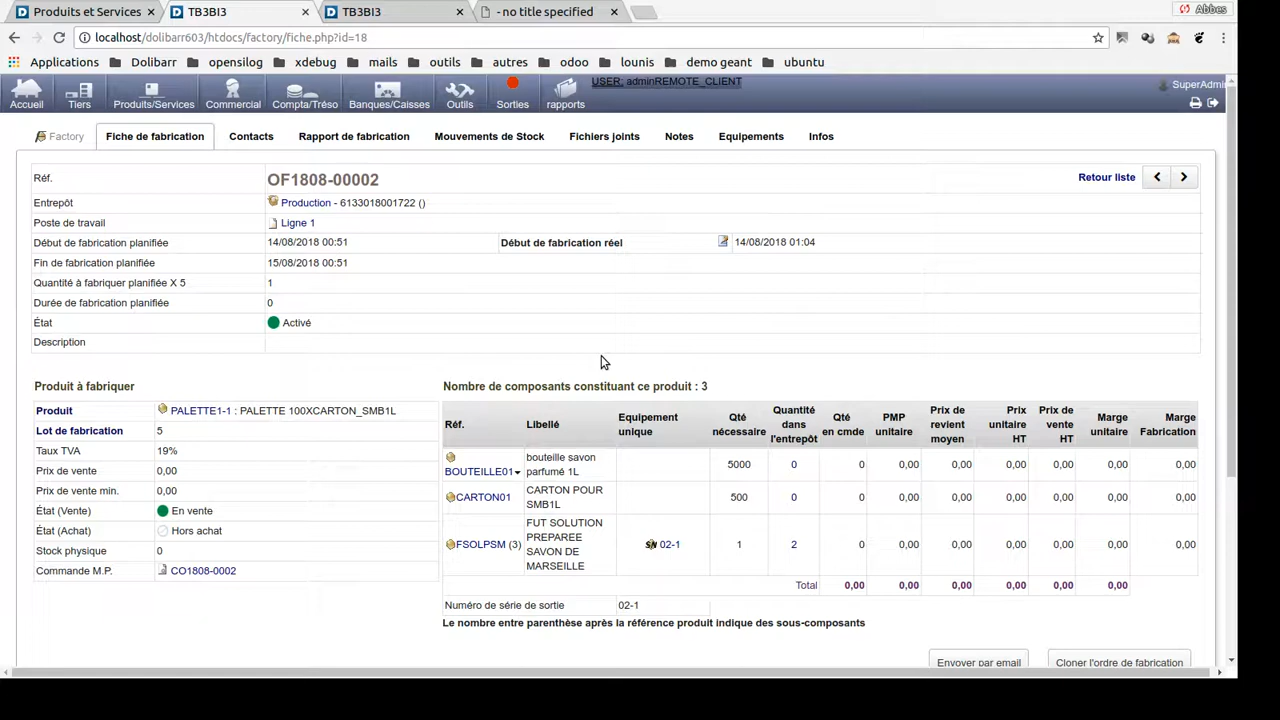 Produits et Services
TB3BI3
TB3BI3
- no title specified
Abbes
localhost/dolibarr603/htdocs/factory/fiche.php?id=18
Applications
Dolibarr
opensilog
xdebug
mails
outils
autres
odoo
lounis
demo geant
ubuntu
Accueil
Tiers
Produits/Services
Commercial
Compta/Tréso
Banques/Caisses
Outils
Sorties
rapports
USER: adminREMOTE_CLIENT
SuperAdmi
Factory
Fiche de fabrication
Contacts
Rapport de fabrication
Mouvements de Stock
Fichiers joints
Notes
Equipements
Infos
Réf. OF1808-00002
Retour liste
Entrepôt Production - 6133018001722 ()
Poste de travail Ligne 1
Début de fabrication planifiée 14/08/2018 00:51 Début de fabrication réel 14/08/2018 01:04
Fin de fabrication planifiée 15/08/2018 00:51
Quantité à fabriquer planifiée X 5 1
Durée de fabrication planifiée 0
État Activé
Description
Produit à fabriquer
Produit PALETTE1-1 : PALETTE 100XCARTON_SMB1L
Lot de fabrication 5
Taux TVA 19%
Prix de vente 0,00
Prix de vente min. 0,00
État (Vente) En vente
État (Achat) Hors achat
Stock physique 0
Commande M.P. CO1808-0002
Nombre de composants constituant ce produit : 3
Réf.
Libellé
Equipement
unique
Qté
nécessaire
Quantité
dans
l'entrepôt
Qté
en cmde
PMP
unitaire
Prix de
revient
moyen
Prix
unitaire
HT
Prix de
vente
HT
Marge
unitaire
Marge
Fabrication
BOUTEILLE01
bouteille savon
parfumé 1L
5000 0 0 0,00 0,00 0,00 0,00 0,00 0,00
CARTON01
CARTON POUR
SMB1L
500 0 0 0,00 0,00 0,00 0,00 0,00 0,00
FSOLPSM (3)
FUT SOLUTION
PREPAREE
SAVON DE
MARSEILLE
SN 02-1
1 2 0 0,00 0,00 0,00 0,00 0,00 0,00
Total 0,00 0,00 0,00 0,00 0,00 0,00
Numéro de série de sortie 02-1
Le nombre entre parenthèse après la référence produit indique des sous-composants
Envoyer par email
Cloner l'ordre de fabrication